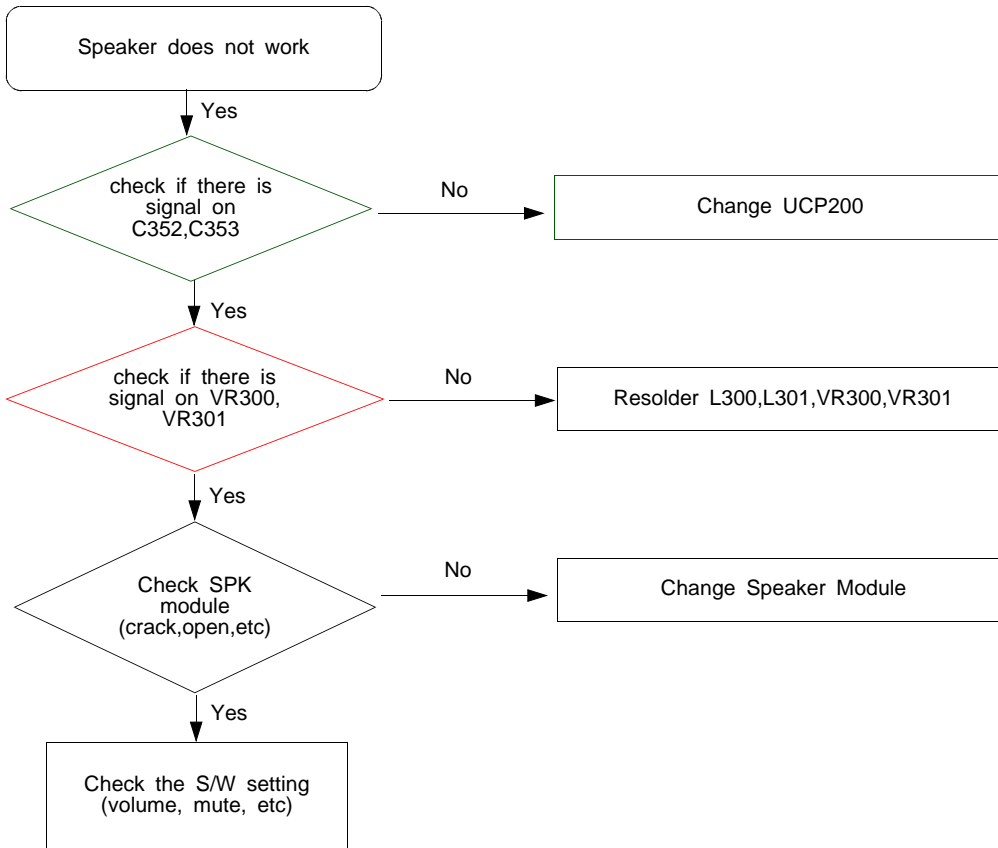 Speaker does not work
Yes
check if there is
signal on
C352,C353
No
Change UCP200
Yes
check if there is
signal on VR300,
VR301
No
Resolder L300,L301,VR300,VR301
Yes
Check SPK
module
(crack,open,etc)
No
Change Speaker Module
Yes
Check the S/W setting
(volume, mute, etc)